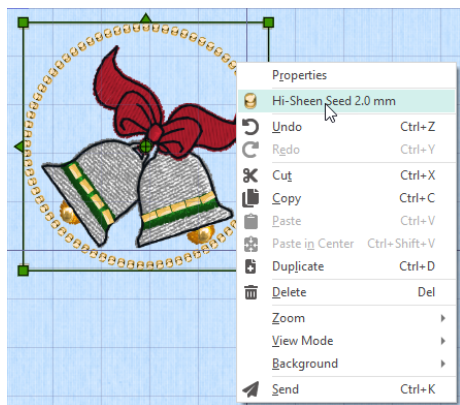 Properties
Hi-Sheen Seed 2.0 mm
Undo Ctrl+Z
Redo Ctrl+Y
Cut Ctrl+X
Copy Ctrl+C
Paste Ctrl+V
Paste in Center Ctrl+Shift+V
Duplicate Ctrl+D
Delete Del
Zoom
View Mode
Background
Send Ctrl+K